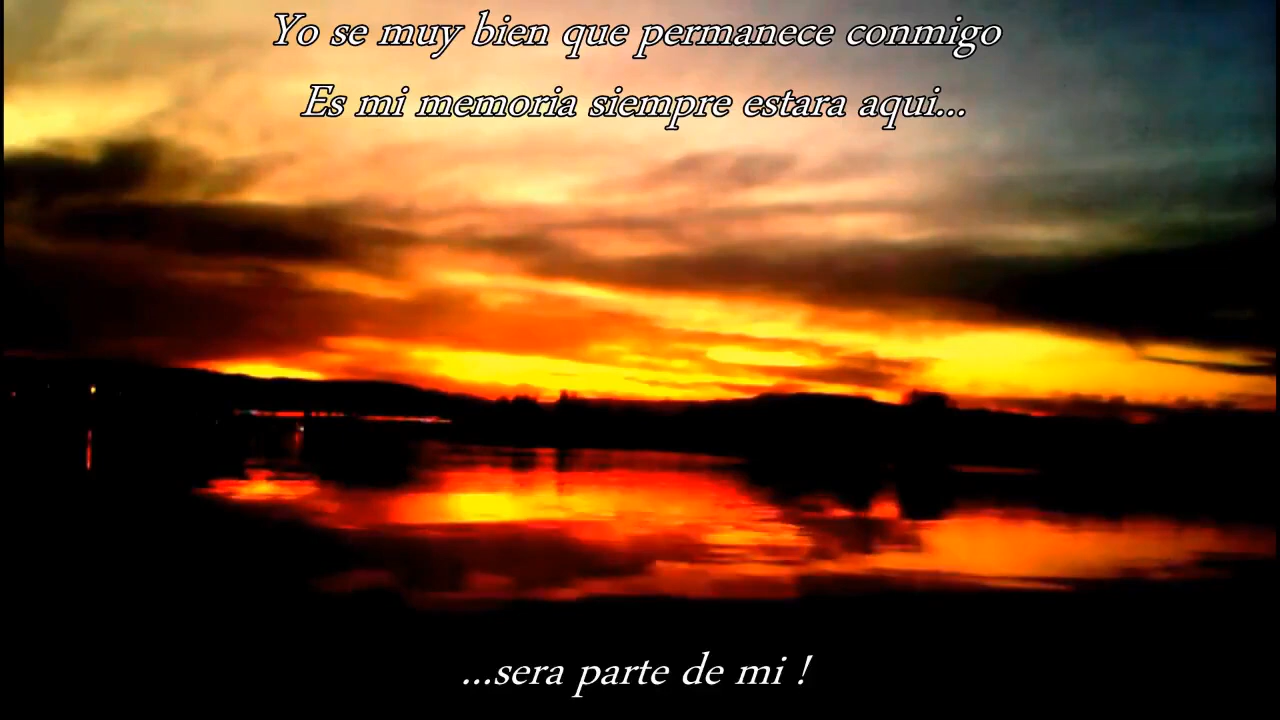 Yo se muy bien que permanece conmigo
Es mi memoria siempre estara aqui...
...sera parte de mi !